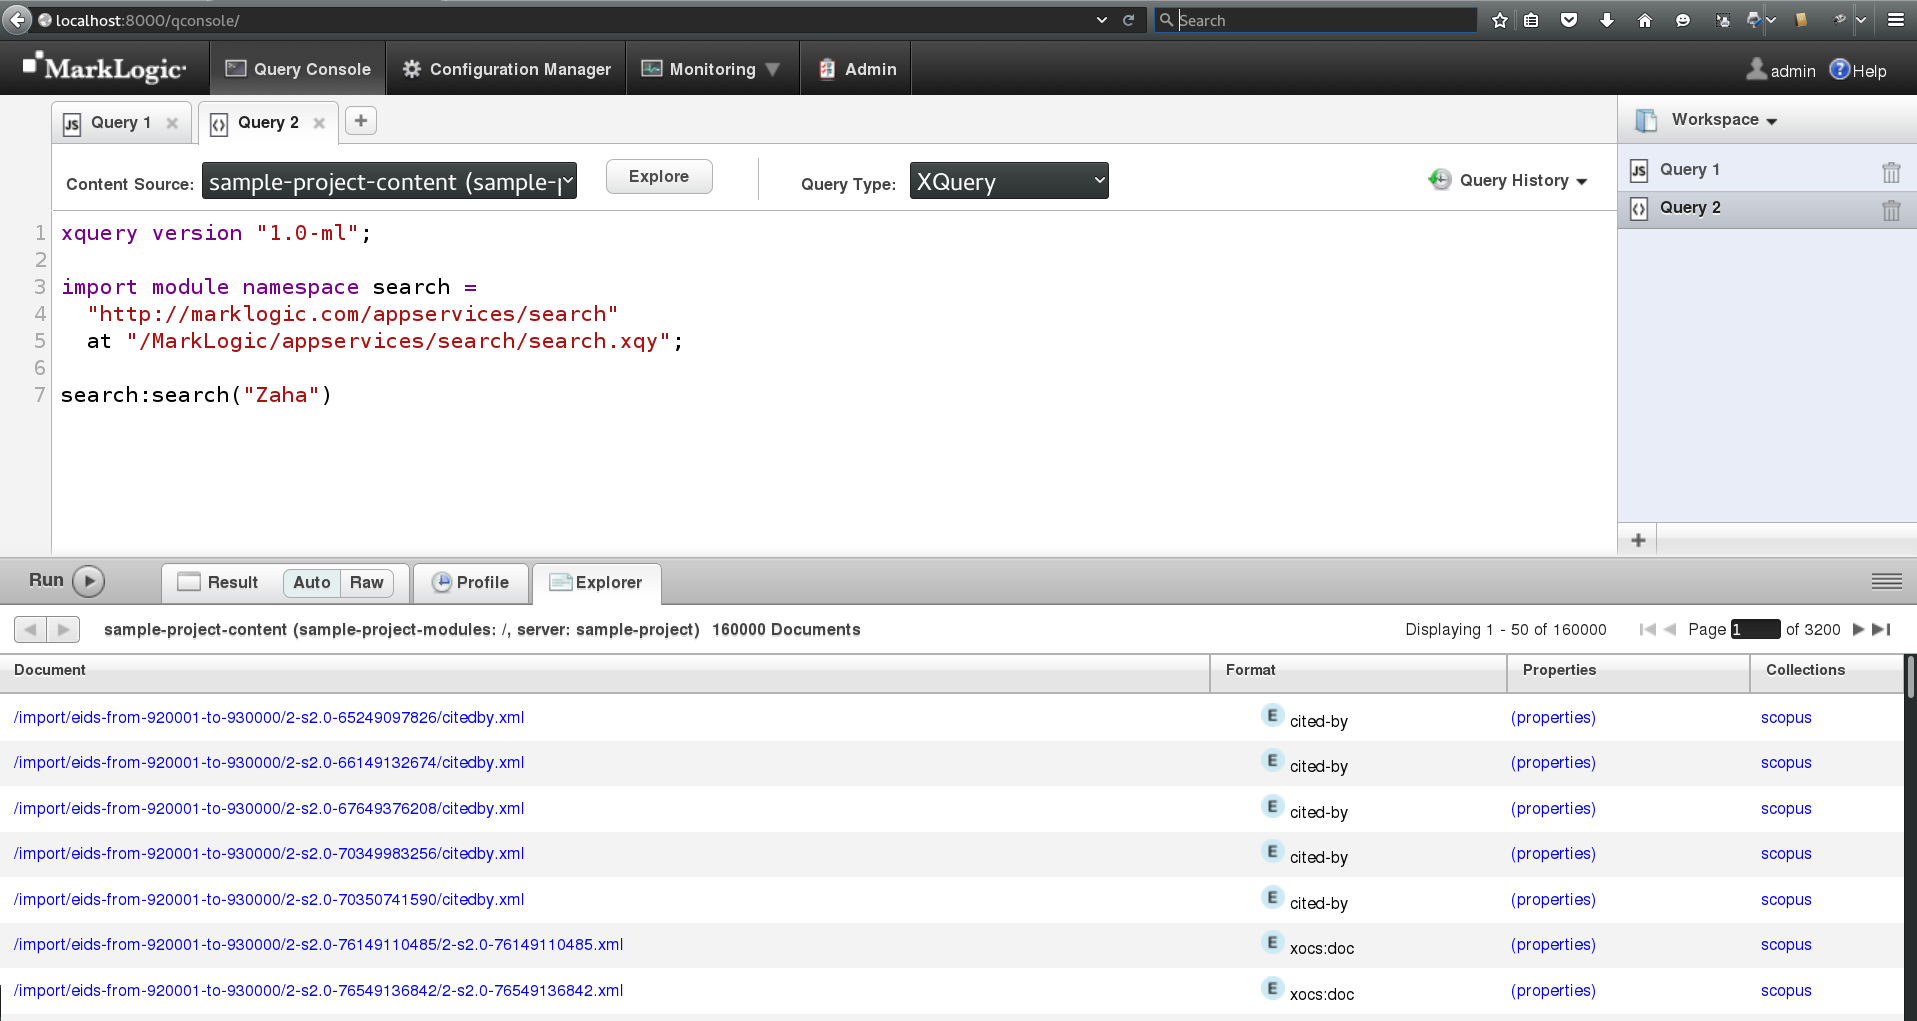 localhost:8000/qconsole/ Search
MarkLogic Query Console Configuration Manager Monitoring Admin admin ? Help
JS Query 1 × <> Query 2 × + Workspace
Content Source: sample-project-content (sample-p Explore Query Type: XQuery Query History
JS Query 1
<> Query 2
1 xquery version "1.0-ml";
2
3 import module namespace search =
4 "http://marklogic.com/appservices/search"
5 at "/MarkLogic/appservices/search/search.xqy";
6
7 search:search("Zaha")
+
Run Result Auto Raw Profile Explorer
sample-project-content (sample-project-modules: /, server: sample-project) 160000 Documents Displaying 1 - 50 of 160000 Page 1 of 3200
Document Format Properties Collections
/import/eids-from-920001-to-930000/2-s2.0-65249097826/citedby.xml E cited-by (properties) scopus
/import/eids-from-920001-to-930000/2-s2.0-66149132674/citedby.xml E cited-by (properties) scopus
/import/eids-from-920001-to-930000/2-s2.0-67649376208/citedby.xml E cited-by (properties) scopus
/import/eids-from-920001-to-930000/2-s2.0-70349983256/citedby.xml E cited-by (properties) scopus
/import/eids-from-920001-to-930000/2-s2.0-70350741590/citedby.xml E cited-by (properties) scopus
/import/eids-from-920001-to-930000/2-s2.0-76149110485/2-s2.0-76149110485.xml E xocs:doc (properties) scopus
/import/eids-from-920001-to-930000/2-s2.0-76549136842/2-s2.0-76549136842.xml E xocs:doc (properties) scopus